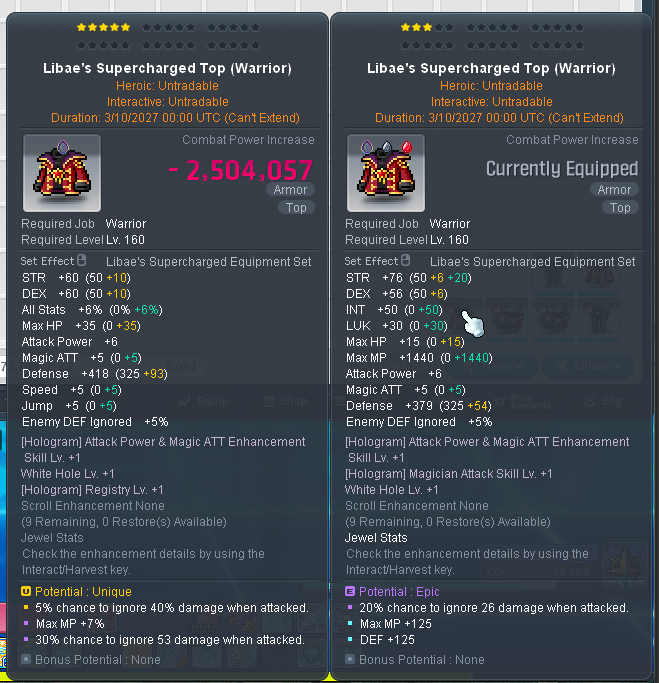 Libae's Supercharged Top (Warrior)
Heroic: Untradable
Interactive: Untradable
Duration: 3/10/2027 00:00 UTC (Can't Extend)
Combat Power Increase
- 2,504,057
Armor
Top
Required Job Warrior
Required Level Lv. 160
Set Effect Libae's Supercharged Equipment Set
STR +60 (50 +10)
DEX +60 (50 +10)
All Stats +6% (0% +6%)
Max HP +35 (0 +35)
Attack Power +6
Magic ATT +5 (0 +5)
Defense +418 (325 +93)
Speed +5 (0 +5)
Jump +5 (0 +5)
Enemy DEF Ignored +5%
[Hologram] Attack Power & Magic ATT Enhancement
Skill Lv. +1
White Hole Lv. +1
[Hologram] Registry Lv. +1
Scroll Enhancement None
(9 Remaining, 0 Restore(s) Available)
Jewel Stats
Check the enhancement details by using the
Interact/Harvest key.
U Potential : Unique
5% chance to ignore 40% damage when attacked.
Max MP +7%
30% chance to ignore 53 damage when attacked.
Bonus Potential : None
Libae's Supercharged Top (Warrior)
Heroic: Untradable
Interactive: Untradable
Duration: 3/10/2027 00:00 UTC (Can't Extend)
Combat Power Increase
Currently Equipped
Armor
Top
Required Job Warrior
Required Level Lv. 160
Set Effect Libae's Supercharged Equipment Set
STR +76 (50 +6 +20)
DEX +56 (50 +6)
INT +50 (0 +50)
LUK +30 (0 +30)
Max HP +15 (0 +15)
Max MP +1440 (0 +1440)
Attack Power +6
Magic ATT +5 (0 +5)
Defense +379 (325 +54)
Enemy DEF Ignored +5%
[Hologram] Attack Power & Magic ATT Enhancement
Skill Lv. +1
[Hologram] Magician Attack Skill Lv. +1
White Hole Lv. +1
Scroll Enhancement None
(9 Remaining, 0 Restore(s) Available)
Jewel Stats
Check the enhancement details by using the
Interact/Harvest key.
E Potential : Epic
20% chance to ignore 26 damage when attacked.
Max MP +125
DEF +125
Bonus Potential : None
Equip
Shop
Enhance
Bag